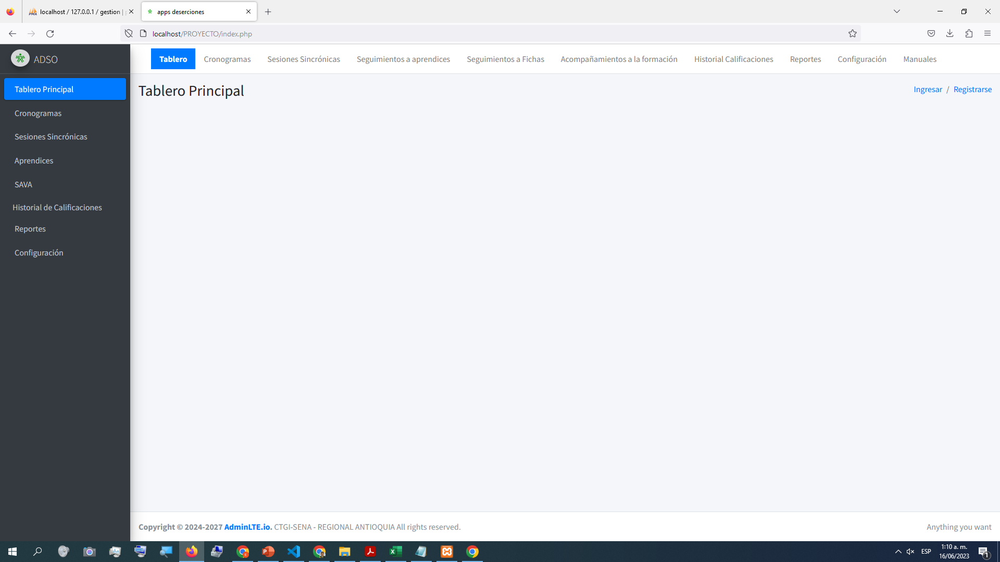 localhost / 127.0.0.1 / gestion |
apps deserciones
localhost/PROYECTO/index.php
ADSO
Tablero Cronogramas Sesiones Sincrónicas Seguimientos a aprendices Seguimientos a Fichas Acompañamientos a la formación Historial Calificaciones Reportes Configuración Manuales
Tablero Principal
Cronogramas
Sesiones Sincrónicas
Aprendices
SAVA
Historial de Calificaciones
Reportes
Configuración
Tablero Principal
Ingresar / Registrarse
Copyright © 2024-2027 AdminLTE.io. CTGI-SENA - REGIONAL ANTIOQUIA All rights reserved.
Anything you want
ESP
1:10 a. m.
16/06/2023
1